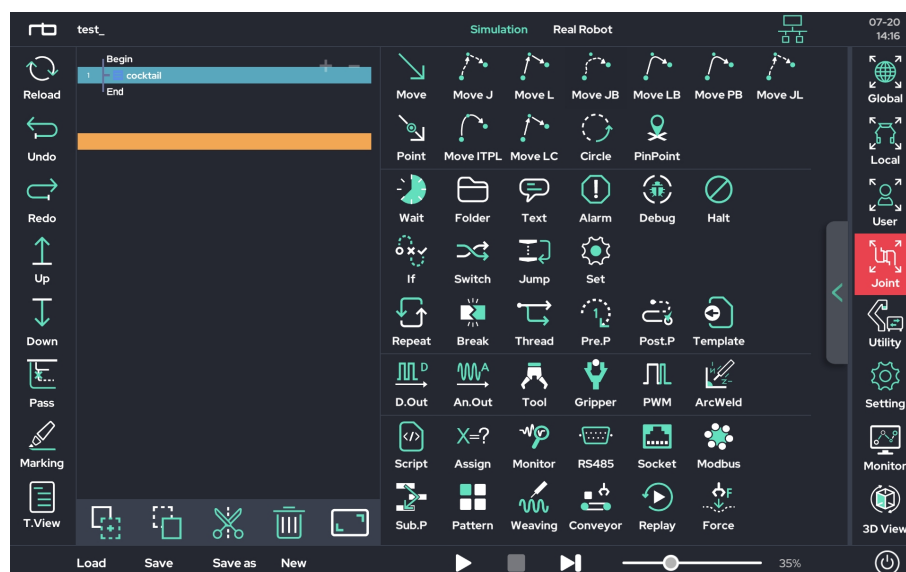 test_
Simulation Real Robot
07-20
14:16
Begin
1 cocktail
End
Reload
Undo
Redo
Up
Down
Pass
Marking
T.View
Move Move J Move L Move JB Move LB Move PB Move JL
Point Move ITPL Move LC Circle PinPoint
Wait Folder Text Alarm Debug Halt
If Switch Jump Set
Repeat Break Thread Pre.P Post.P Template
D.Out An.Out Tool Gripper PWM ArcWeld
X=?
Script Assign Monitor RS485 Socket Modbus
Sub.P Pattern Weaving Conveyor Replay Force
Global
Local
User
Joint
Utility
Setting
Monitor
3D View
Load Save Save as New
35%